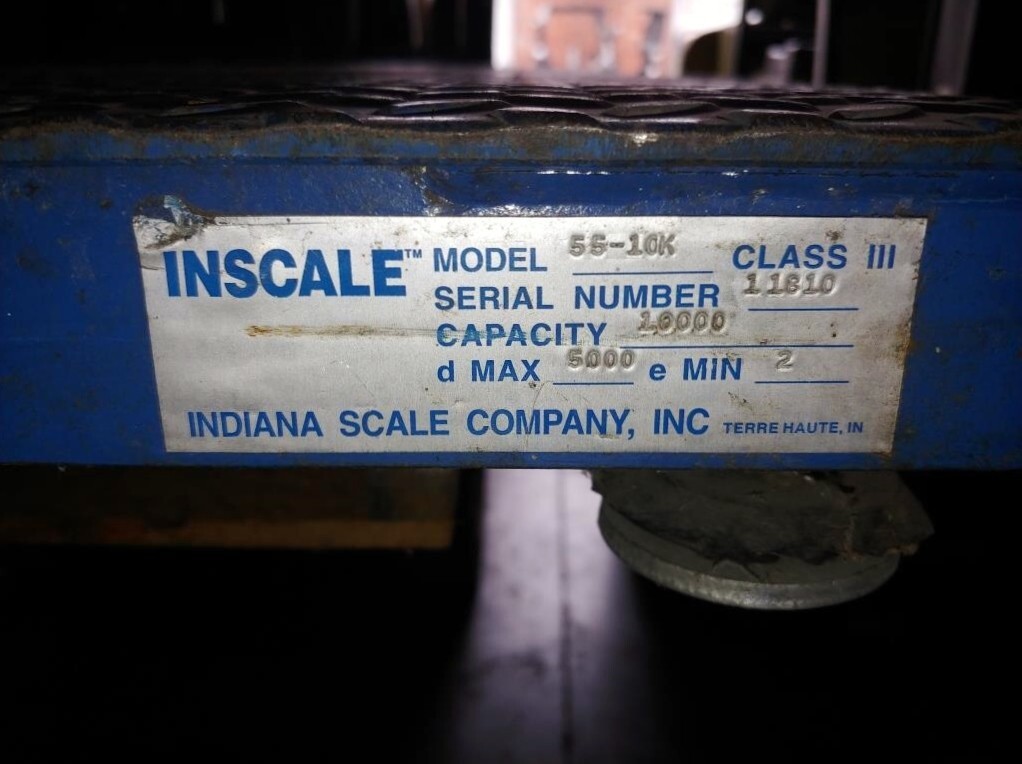 INSCALE™ MODEL 55-10K CLASS III
SERIAL NUMBER 11810
CAPACITY 10000
d MAX 5000 e MIN 2
INDIANA SCALE COMPANY, INC TERRE HAUTE, IN